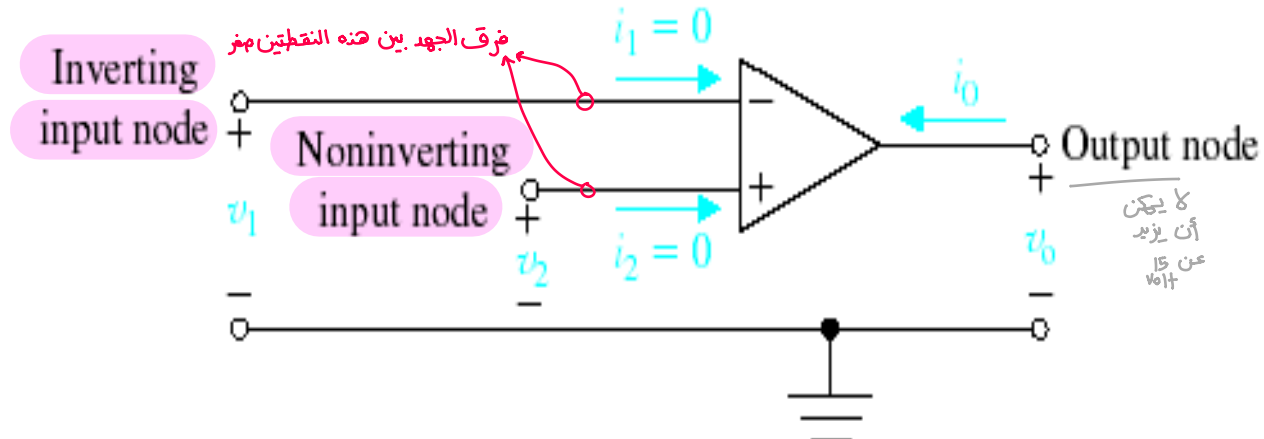 فرق الجهد بين هذه النقطتين صفر
i₁ = 0
Inverting
input node
+
−
i₀
Noninverting
input node
Output node
+
+
+
v₁
v₂
i₂ = 0
v₀
لا يمكن
أن يزيد
عن 15
volt
−
−
−